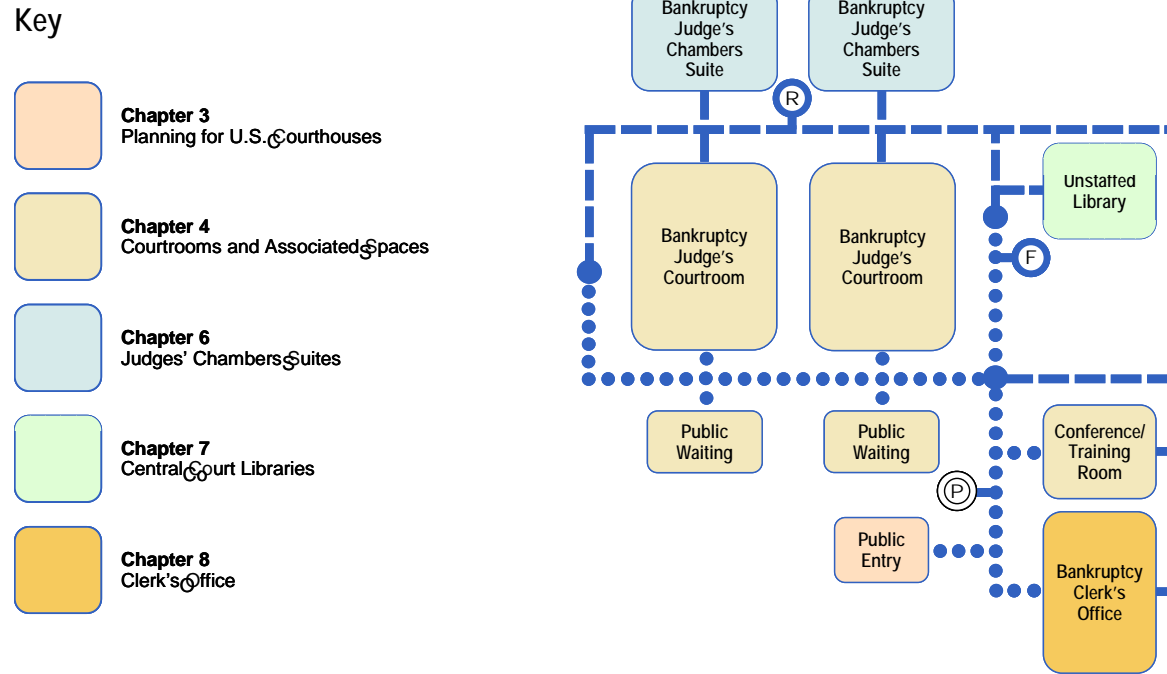 Key
Chapter 3
Planning for U.S. Courthouses
Chapter 4
Courtrooms and Associated Spaces
Chapter 6
Judges' Chambers Suites
Chapter 7
Central Court Libraries
Chapter 8
Clerk's Office
Bankruptcy
Judge's
Chambers
Suite
Bankruptcy
Judge's
Chambers
Suite
R
Unstaffed
Library
Bankruptcy
Judge's
Courtroom
Bankruptcy
Judge's
Courtroom
F
Public
Waiting
Public
Waiting
Conference/
Training
Room
P
Public
Entry
Bankruptcy
Clerk's
Office